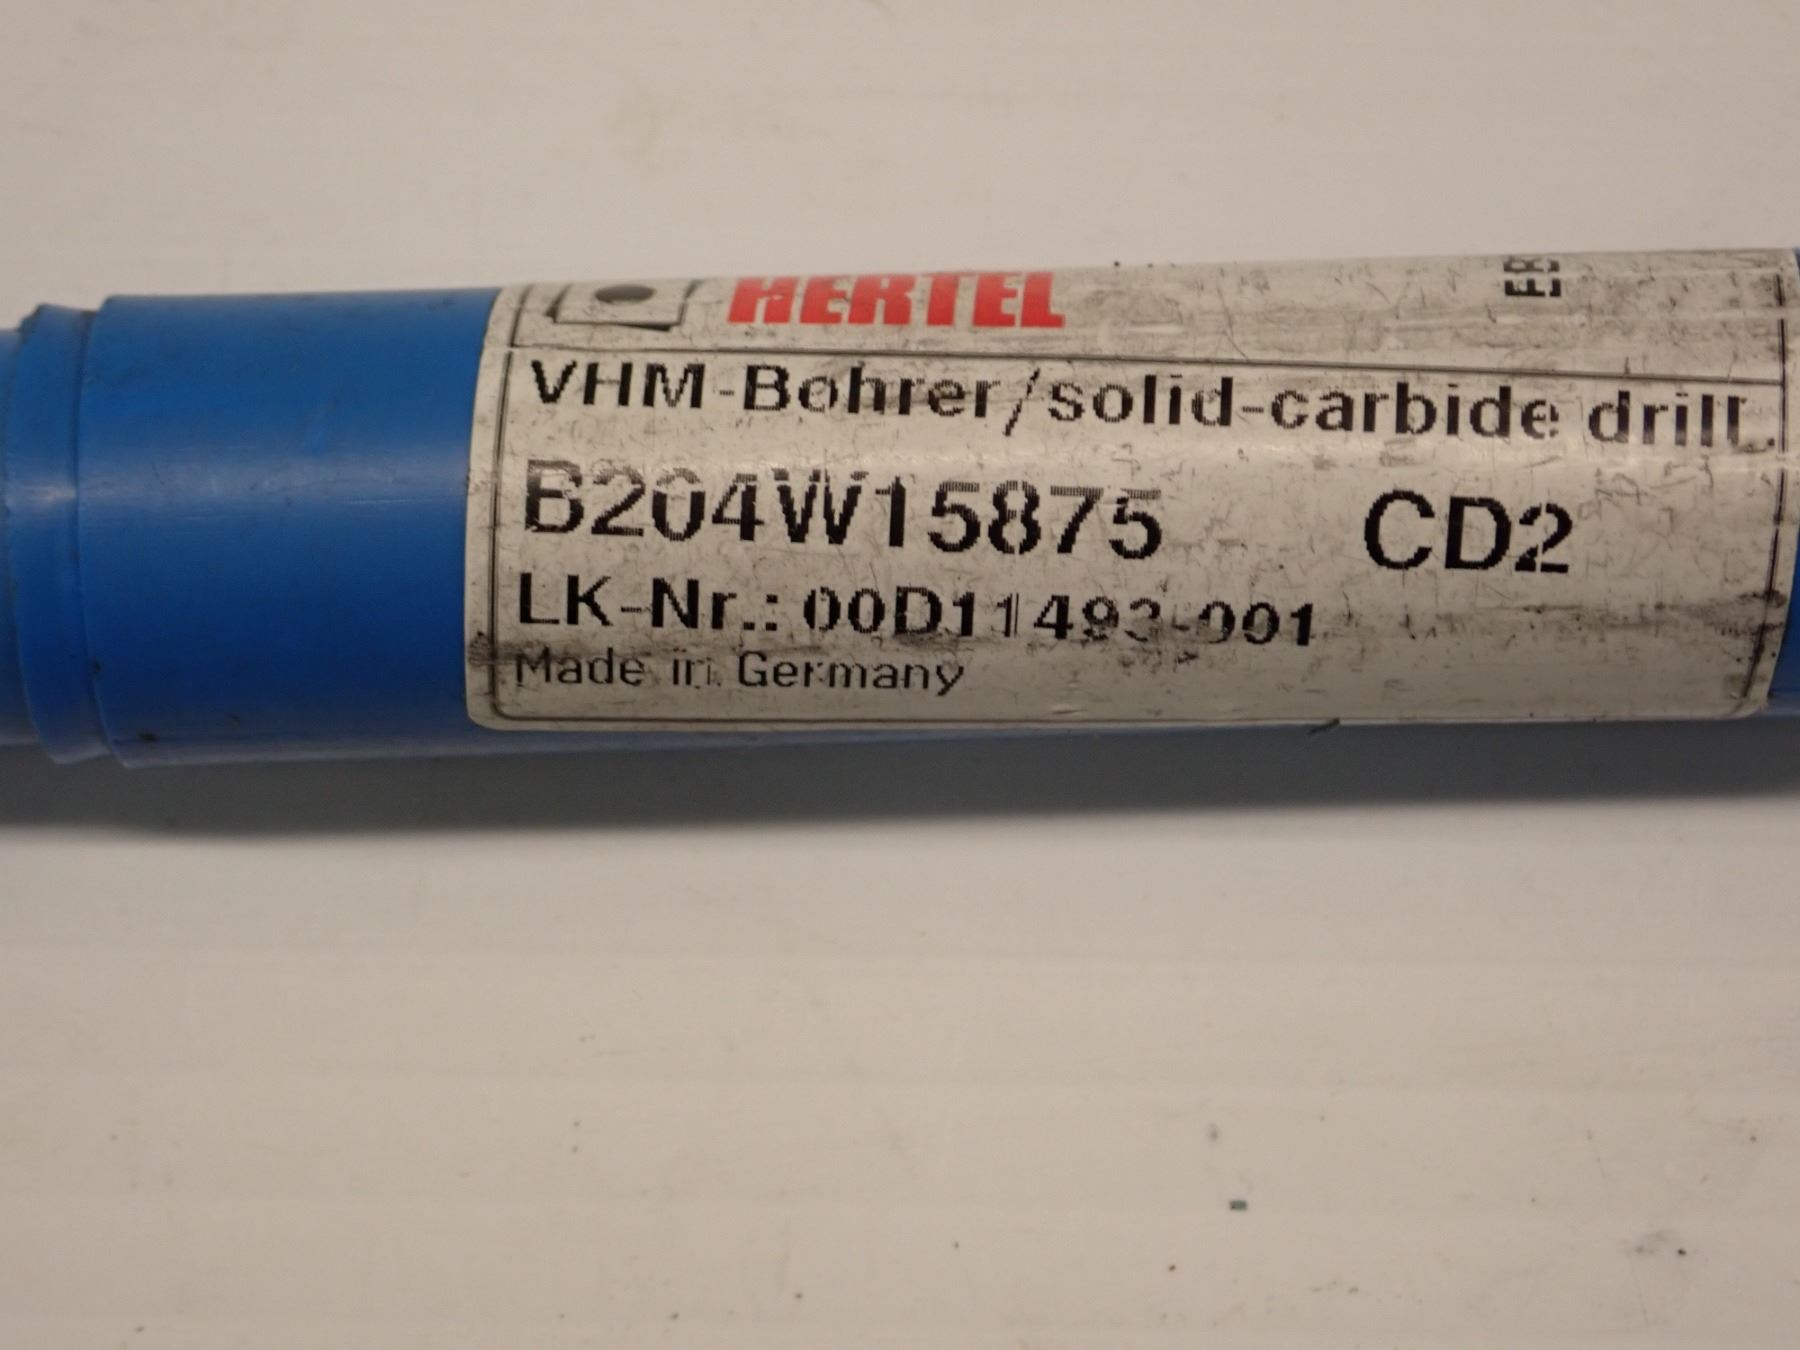 HERTEL
VHM-Bohrer/solid-carbide drill
B204W15875 CD2
LK-Nr.: 00D11493-001
Made in Germany